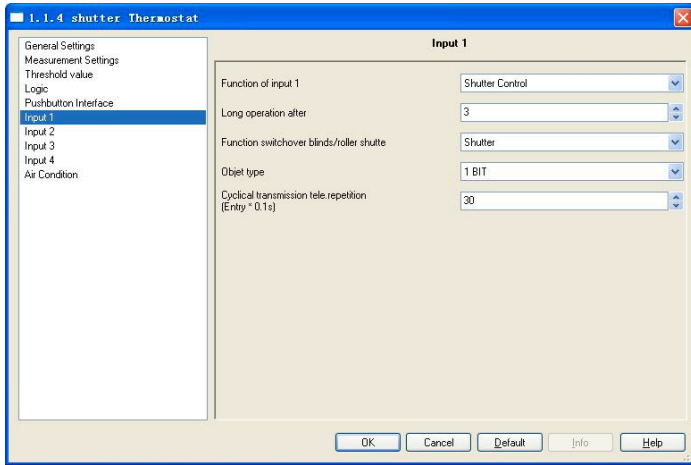 1.1.4 shutter Thermostat
General Settings
Measurement Settings
Threshold value
Logic
Pushbutton Interface
Input 1
Input 2
Input 3
Input 4
Air Condition
Input 1
Function of input 1
Shutter Control
Long operation after
3
Function switchover blinds/roller shutte
Shutter
Objet type
1 BIT
Cyclical transmission tele.repetition
(Entry * 0.1s)
30
OK
Cancel
Default
Info
Help